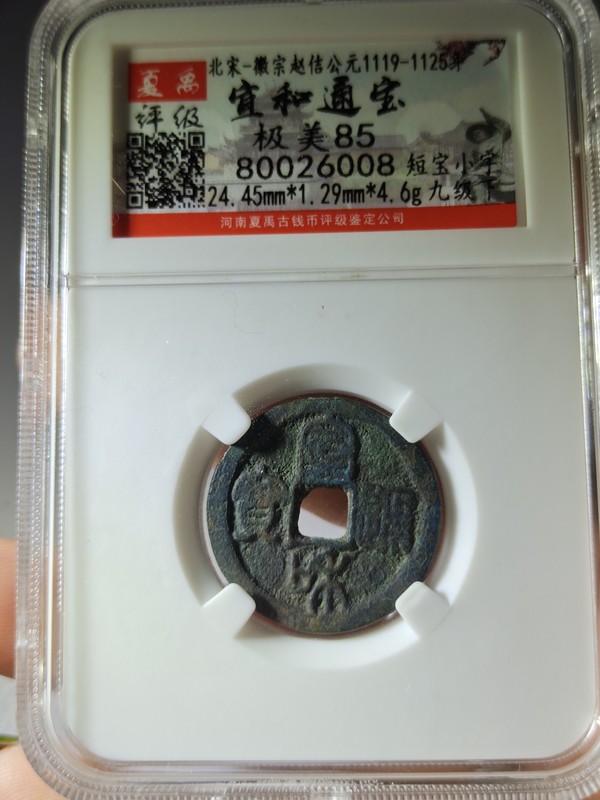 夏禹
评级
北宋-徽宗赵佶公元1119-1125年
宣和通宝
极美85
80026008 短宝小字
24.45mm*1.29mm*4.6g 九级下
河南夏禹古钱币评级鉴定公司
宣
和
通
寳